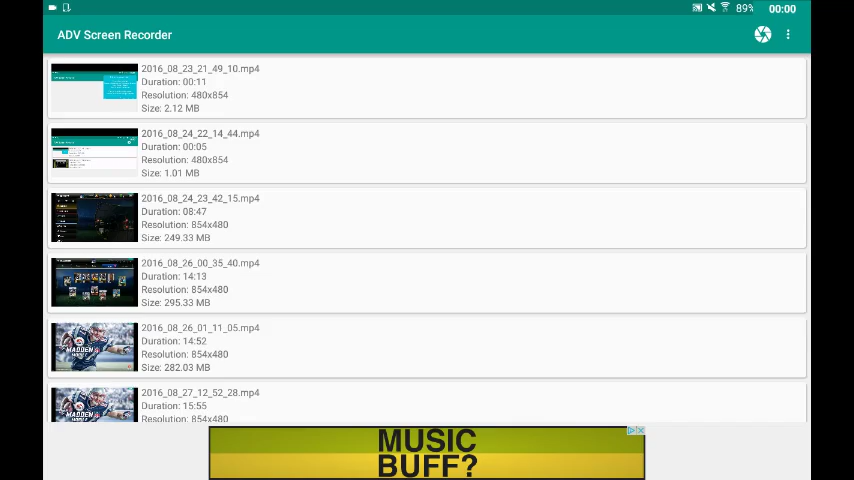 89% 00:00
ADV Screen Recorder
2016_08_23_21_49_10.mp4
Duration: 00:11
Resolution: 480x854
Size: 2.12 MB
2016_08_24_22_14_44.mp4
Duration: 00:05
Resolution: 480x854
Size: 1.01 MB
2016_08_24_23_42_15.mp4
Duration: 08:47
Resolution: 854x480
Size: 249.33 MB
2016_08_26_00_35_40.mp4
Duration: 14:13
Resolution: 854x480
Size: 295.33 MB
MADDEN
2016_08_26_01_11_05.mp4
Duration: 14:52
Resolution: 854x480
Size: 282.03 MB
MADDEN
2016_08_27_12_52_28.mp4
Duration: 15:55
Resolution: 854x480
MUSIC
BUFF?